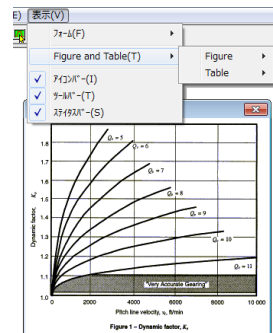 E) 表示(V)
ﾌｫｰﾑ(F)
Figure and Table(T)
Figure
Table
ｱｲｺﾝﾊﾞｰ(I)
ﾂｰﾙﾊﾞｰ(T)
ｽﾃｲﾀｽﾊﾞｰ(S)
Qᵥ = 5
Qᵥ = 6
Qᵥ = 7
Qᵥ = 8
Qᵥ = 9
Qᵥ = 10
Qᵥ = 11
"Very Accurate Gearing"
Dynamic factor, Kᵥ
1.8
1.7
1.6
1.5
1.4
1.3
1.2
1.1
1.0
0 2000 4000 6000 8000 10 000
Pitch line velocity, vₜ, ft/min
Figure 1 – Dynamic factor, Kᵥ